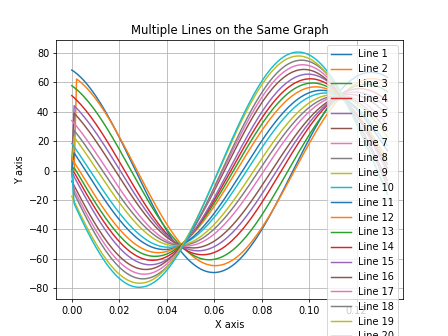 Multiple Lines on the Same Graph
80
60
40
20
0
−20
−40
−60
−80
Y axis
0.00
0.02
0.04
0.06
0.08
0.10
X axis
Line 1
Line 2
Line 3
Line 4
Line 5
Line 6
Line 7
Line 8
Line 9
Line 10
Line 11
Line 12
Line 13
Line 14
Line 15
Line 16
Line 17
Line 18
Line 19
Line 20